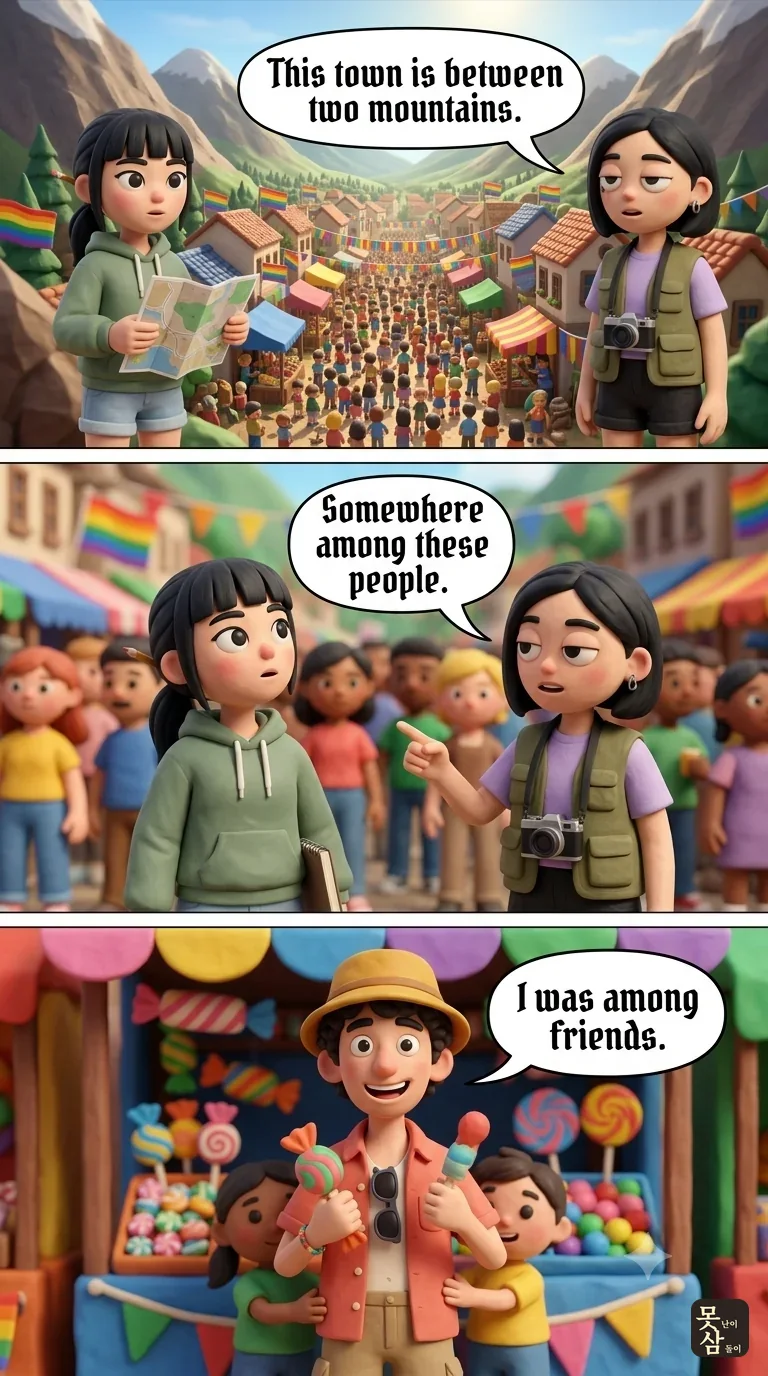 This town is between
two mountains.
Somewhere
among these
people.
I was among
friends.
못난이
삼돌이